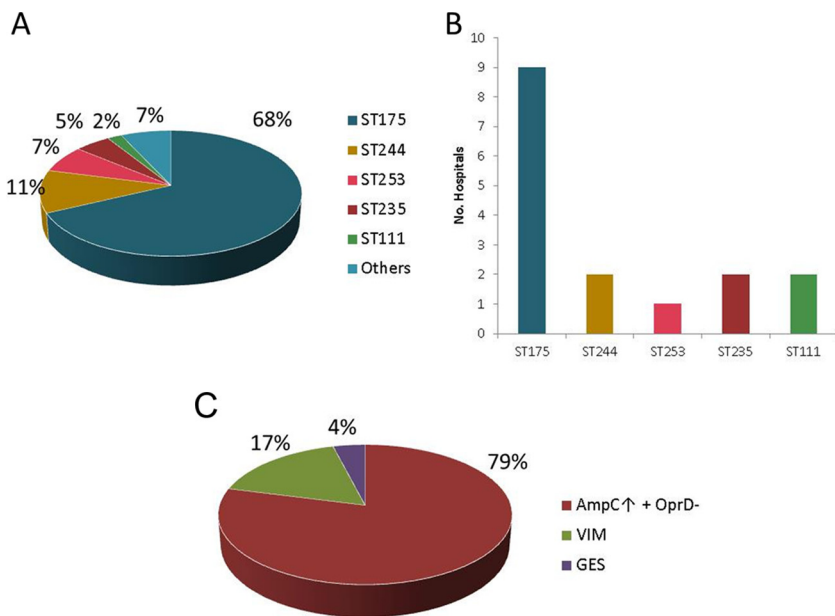 A
5% 2% 7% 68%
7%
11%
ST175
ST244
ST253
ST235
ST111
Others
B
10
9
8
7
6
5
4
3
2
1
0
No. Hospitals
ST175 ST244 ST253 ST235 ST111
C
17% 4% 79%
AmpC↑ + OprD-
VIM
GES